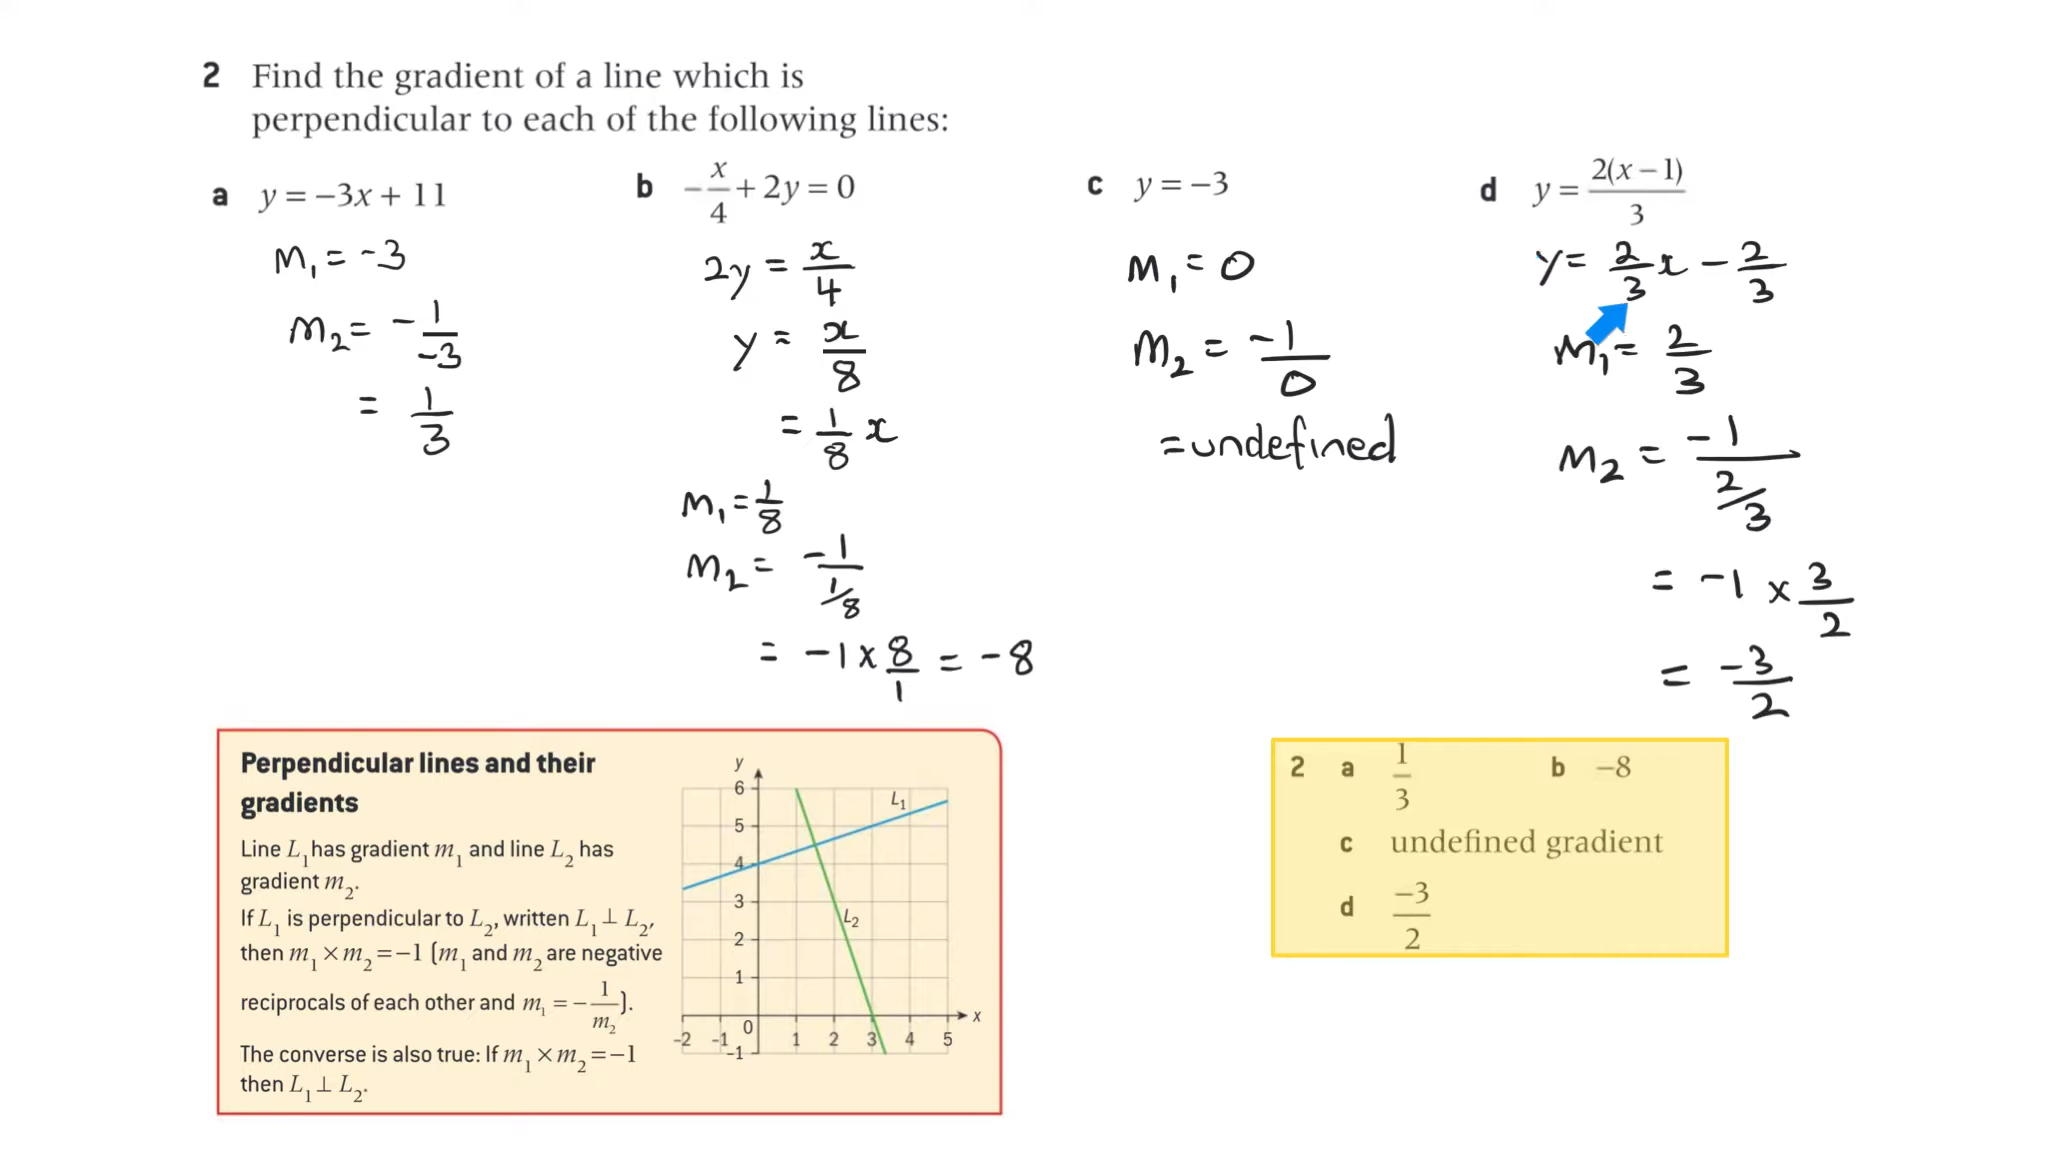 2 Find the gradient of a line which is
perpendicular to each of the following lines:
a y = −3x + 11
m₁ = -3
m₂ = - 1/-3
= 1/3
b -x/4 + 2y = 0
2y = x/4
y = x/8
= 1/8 x
m₁ = 1/8
m₂ = -1/(1/8)
= -1 × 8/1 = -8
c y = −3
m₁ = 0
m₂ = -1/0
= undefined
d y = 2(x − 1)/3
y = 2/3 x - 2/3
m₁ = 2/3
m₂ = -1/(2/3)
= -1 × 3/2
= -3/2
Perpendicular lines and their
gradients
Line L₁ has gradient m₁ and line L₂ has
gradient m₂.
If L₁ is perpendicular to L₂, written L₁ ⊥ L₂,
then m₁ × m₂ = −1 (m₁ and m₂ are negative
reciprocals of each other and m₁ = −1/m₂).
The converse is also true: If m₁ × m₂ = −1
then L₁ ⊥ L₂.
y
6
5
4
3
2
1
0
-1
-2 -1 1 2 3 4 5 x
L₁
L₂
2 a 1/3 b −8
c undefined gradient
d −3/2